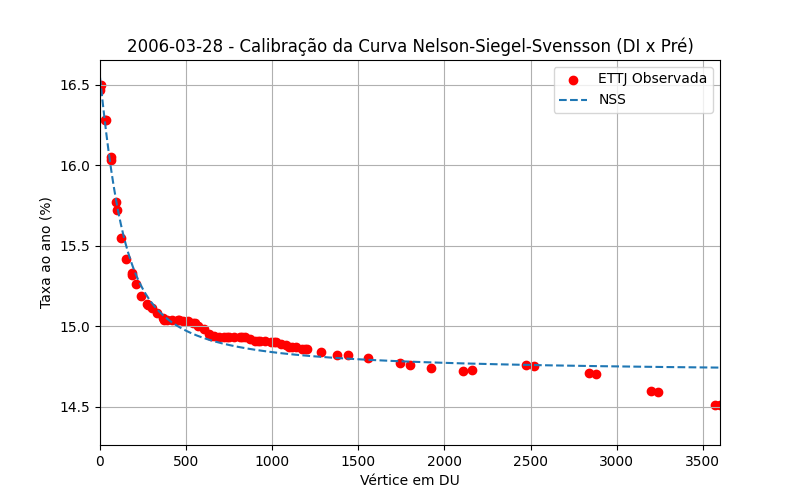 2006-03-28 - Calibração da Curva Nelson-Siegel-Svensson (DI x Pré)
ETTJ Observada
NSS
Taxa ao ano (%)
16.5
16.0
15.5
15.0
14.5
0 500 1000 1500 2000 2500 3000 3500
Vértice em DU